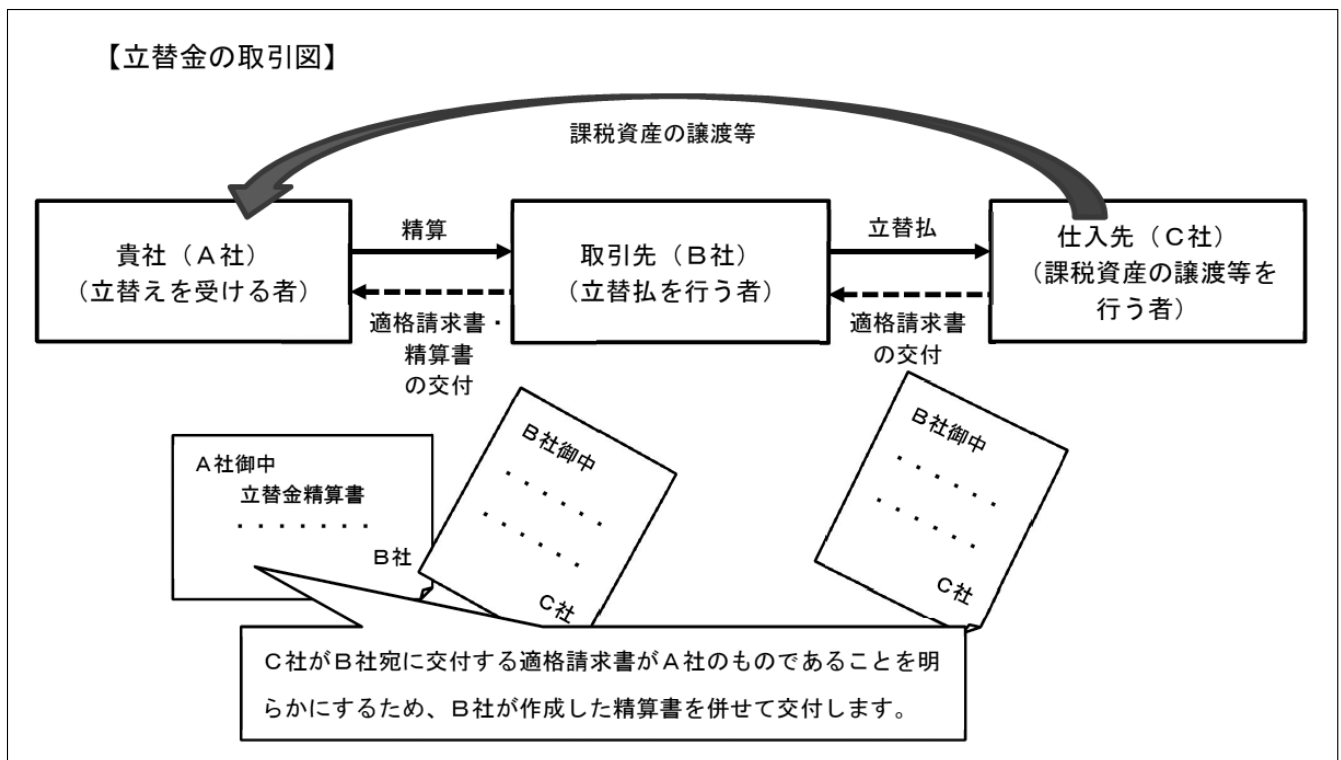 【立替金の取引図】
課税資産の譲渡等
貴社（A社）
（立替えを受ける者）
精算
適格請求書・
精算書
の交付
取引先（B社）
（立替払を行う者）
立替払
適格請求書
の交付
仕入先（C社）
（課税資産の譲渡等を
行う者）
A社御中
立替金精算書
・・・・・・・
B社
B社御中
・・・・・・
・・・・・・
C社
B社御中
・・・・・・
・・・・・・
C社
C社がB社宛に交付する適格請求書がA社のものであることを明
らかにするため、B社が作成した精算書を併せて交付します。